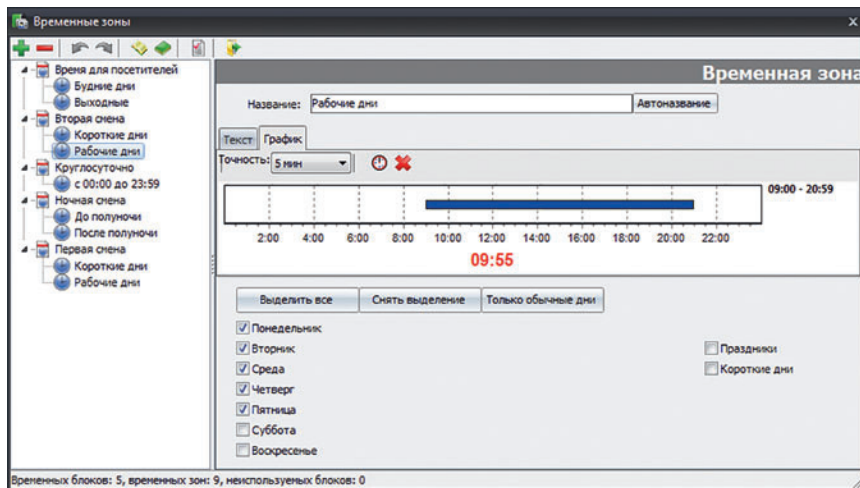 Временные зоны
Время для посетителей
Будние дни
Выходные
Вторая смена
Короткие дни
Рабочие дни
Круглосуточно
с 00:00 до 23:59
Ночная смена
До полуночи
После полуночи
Первая смена
Короткие дни
Рабочие дни
Временная зона
Название: Рабочие дни Автоназвание
Текст График
Точность: 5 мин
09:00 - 20:59
2:00 4:00 6:00 8:00 10:00 12:00 14:00 16:00 18:00 20:00 22:00
09:55
Выделить все Снять выделение Только обычные дни
Понедельник
Вторник Праздники
Среда Короткие дни
Четверг
Пятница
Суббота
Воскресенье
Временных блоков: 5, временных зон: 9, неиспользуемых блоков: 0